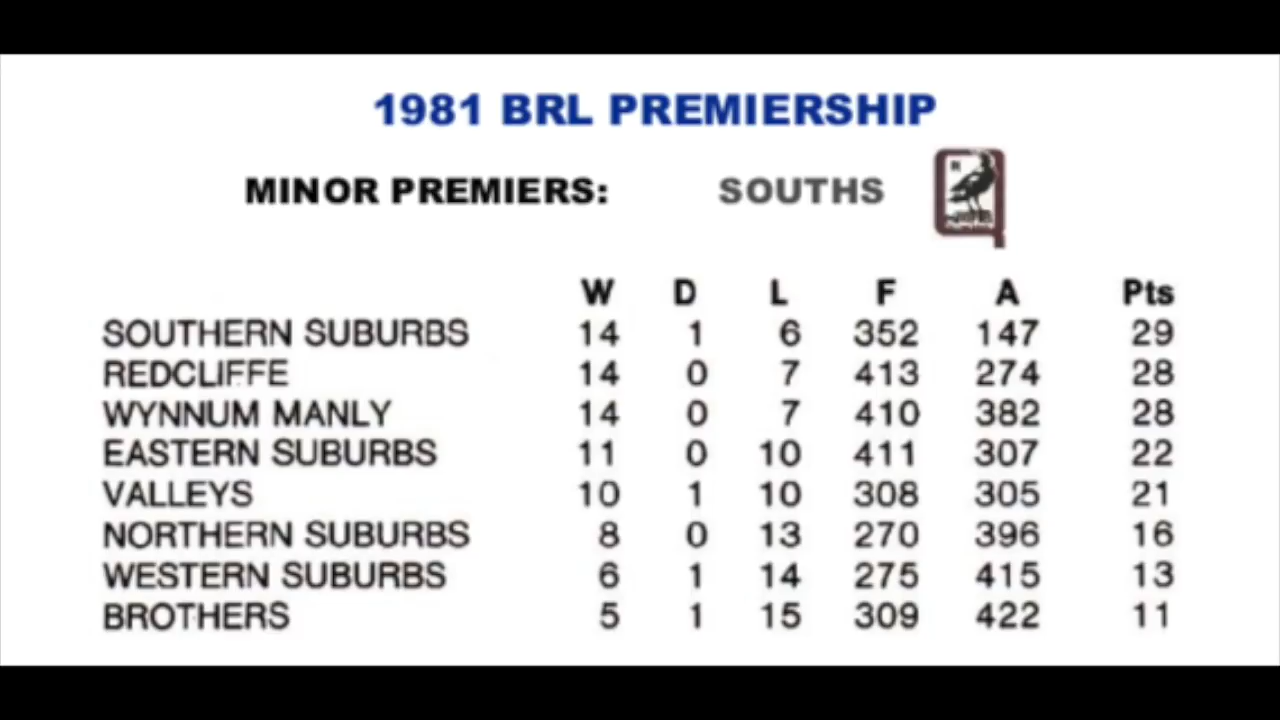 1981 BRL PREMIERSHIP
MINOR PREMIERS: SOUTHS
W D L F A Pts
SOUTHERN SUBURBS 14 1 6 352 147 29
REDCLIFFE 14 0 7 413 274 28
WYNNUM MANLY 14 0 7 410 382 28
EASTERN SUBURBS 11 0 10 411 307 22
VALLEYS 10 1 10 308 305 21
NORTHERN SUBURBS 8 0 13 270 396 16
WESTERN SUBURBS 6 1 14 275 415 13
BROTHERS 5 1 15 309 422 11